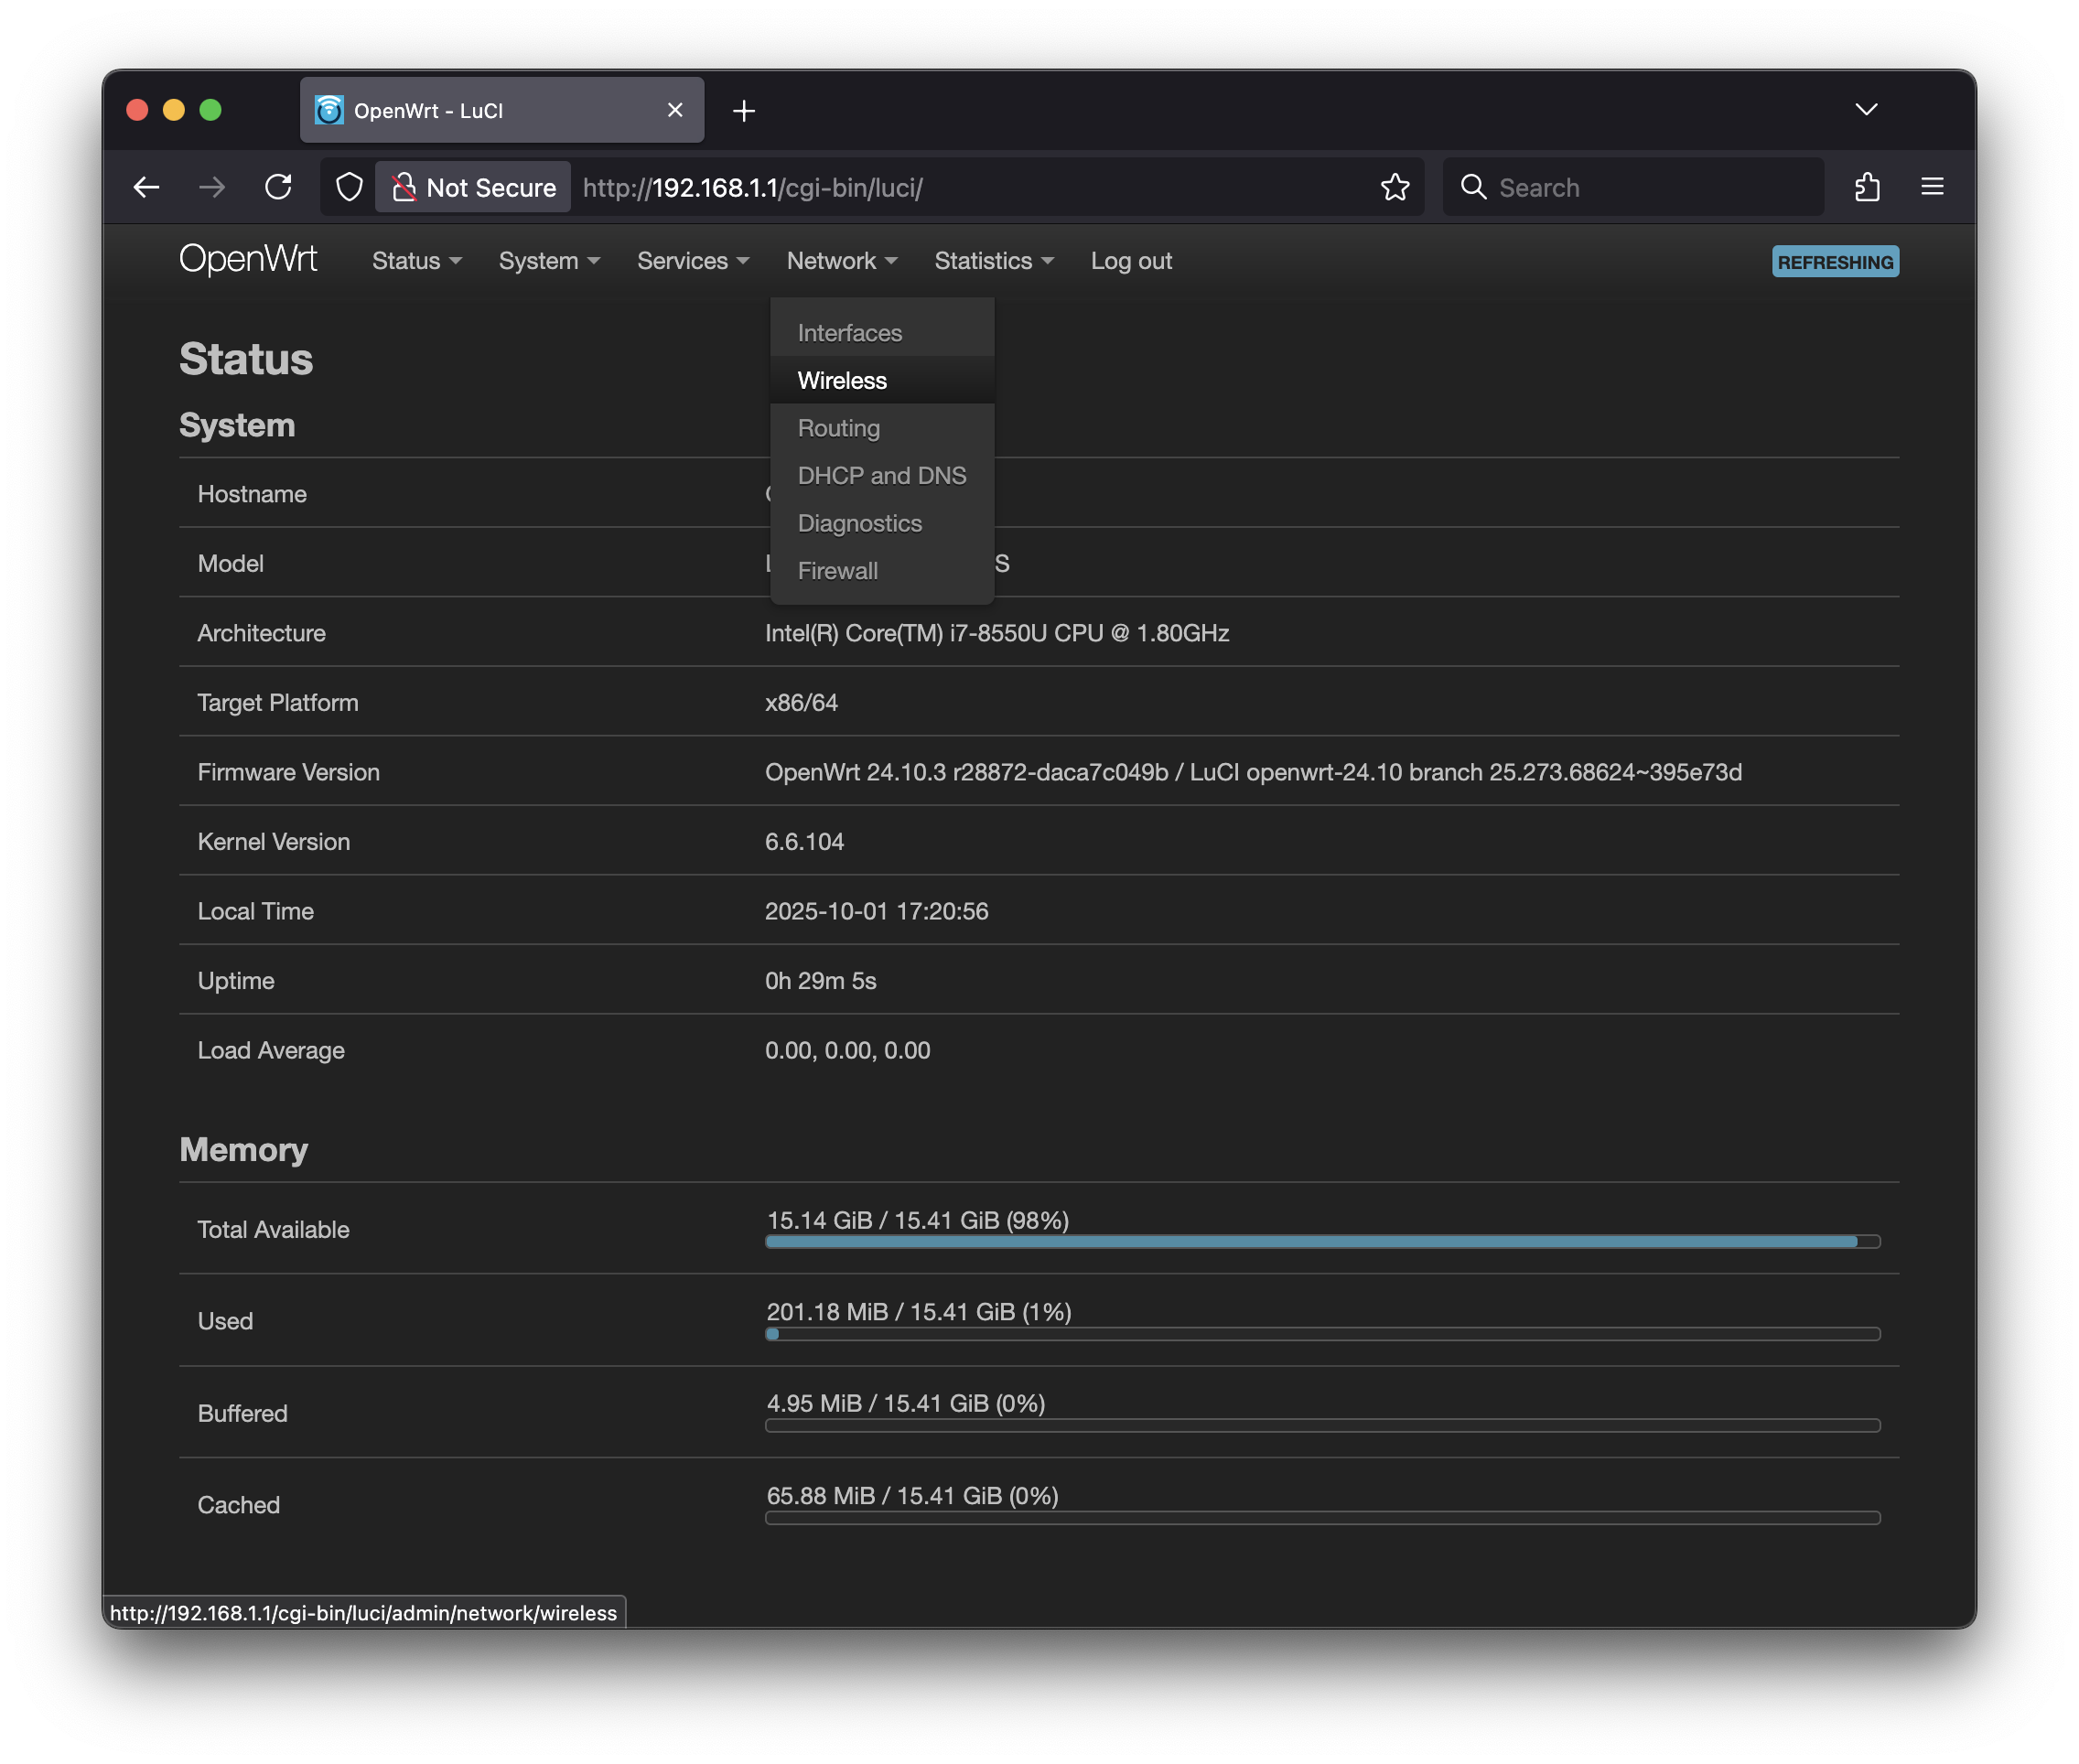 OpenWrt - LuCI
Not Secure http://192.168.1.1/cgi-bin/luci/
Search
OpenWrt Status System Services Network Statistics Log out REFRESHING
Interfaces
Wireless
Routing
DHCP and DNS
Diagnostics
Firewall
Status
System
Hostname
Model
Architecture Intel(R) Core(TM) i7-8550U CPU @ 1.80GHz
Target Platform x86/64
Firmware Version OpenWrt 24.10.3 r28872-daca7c049b / LuCI openwrt-24.10 branch 25.273.68624~395e73d
Kernel Version 6.6.104
Local Time 2025-10-01 17:20:56
Uptime 0h 29m 5s
Load Average 0.00, 0.00, 0.00
Memory
Total Available 15.14 GiB / 15.41 GiB (98%)
Used 201.18 MiB / 15.41 GiB (1%)
Buffered 4.95 MiB / 15.41 GiB (0%)
Cached 65.88 MiB / 15.41 GiB (0%)
http://192.168.1.1/cgi-bin/luci/admin/network/wireless